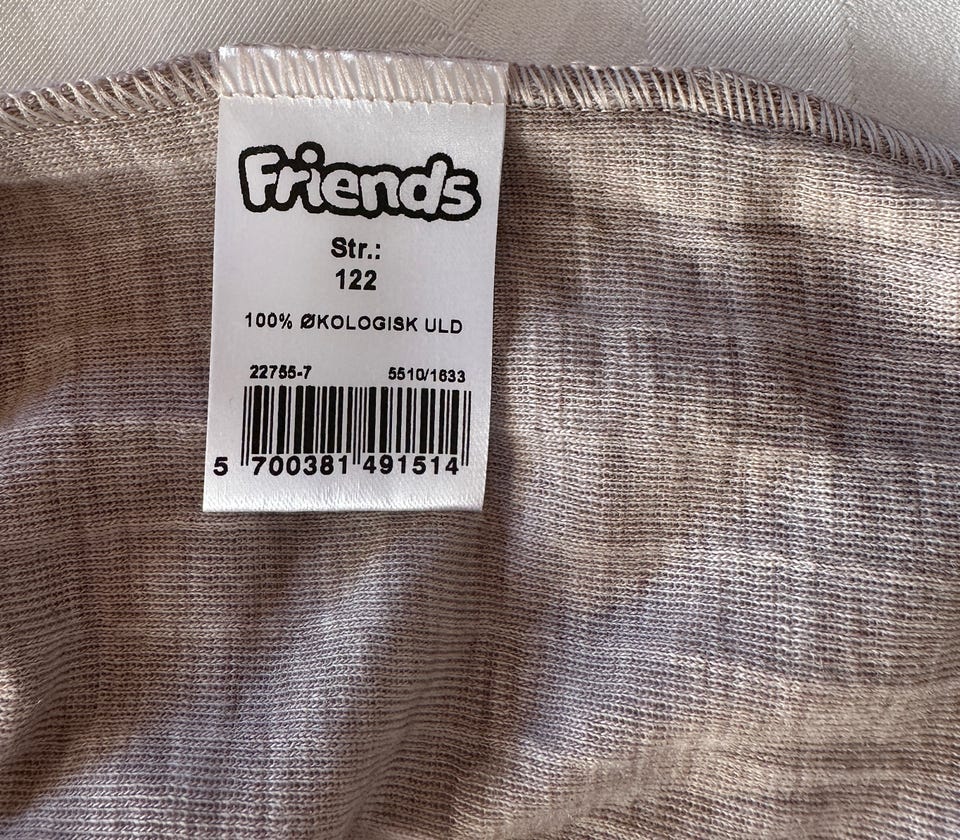 Friends
Str.:
122
100% ØKOLOGISK ULD
22755-7 5510/1633
5 700381 491514